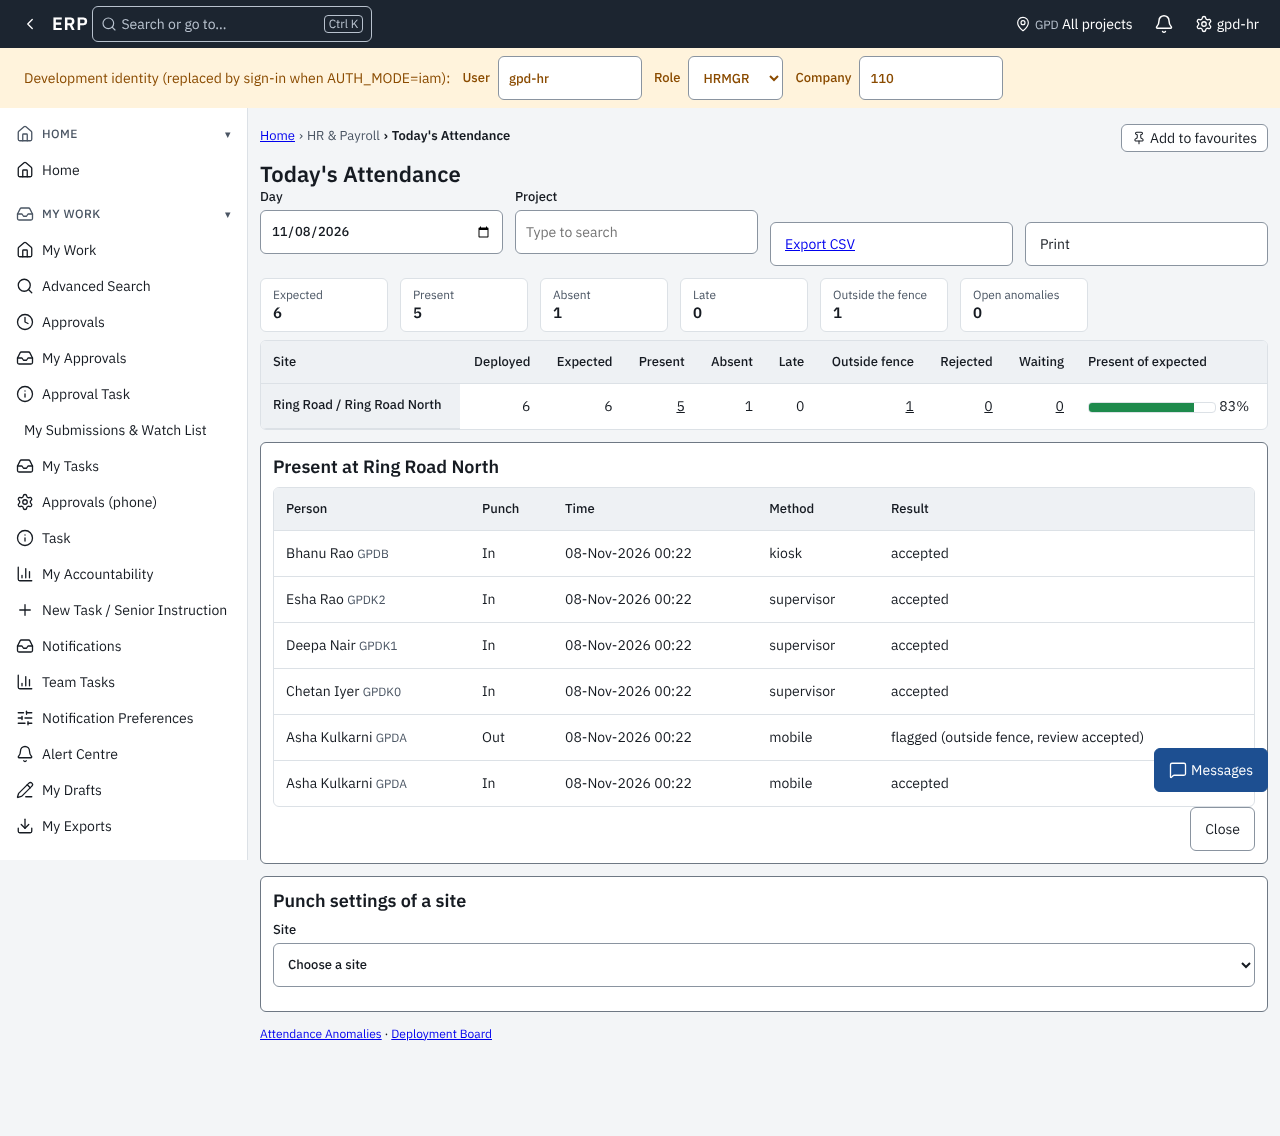 ERP Search or go to... Ctrl K GPD All projects gpd-hr
Development identity (replaced by sign-in when AUTH_MODE=iam): User gpd-hr Role HRMGR Company 110
HOME
Home
MY WORK
My Work
Advanced Search
Approvals
My Approvals
Approval Task
My Submissions & Watch List
My Tasks
Approvals (phone)
Task
My Accountability
New Task / Senior Instruction
Notifications
Team Tasks
Notification Preferences
Alert Centre
My Drafts
My Exports
Home › HR & Payroll › Today's Attendance
Add to favourites
Today's Attendance
Day Project
11/08/2026 Type to search Export CSV Print
Expected Present Absent Late Outside the fence Open anomalies
6 5 1 0 1 0
Site Deployed Expected Present Absent Late Outside fence Rejected Waiting Present of expected
Ring Road / Ring Road North 6 6 5 1 0 1 0 0 83%
Present at Ring Road North
Person Punch Time Method Result
Bhanu Rao GPDB In 08-Nov-2026 00:22 kiosk accepted
Esha Rao GPDK2 In 08-Nov-2026 00:22 supervisor accepted
Deepa Nair GPDK1 In 08-Nov-2026 00:22 supervisor accepted
Chetan Iyer GPDK0 In 08-Nov-2026 00:22 supervisor accepted
Asha Kulkarni GPDA Out 08-Nov-2026 00:22 mobile flagged (outside fence, review accepted)
Asha Kulkarni GPDA In 08-Nov-2026 00:22 mobile accepted
Messages
Close
Punch settings of a site
Site
Choose a site
Attendance Anomalies · Deployment Board